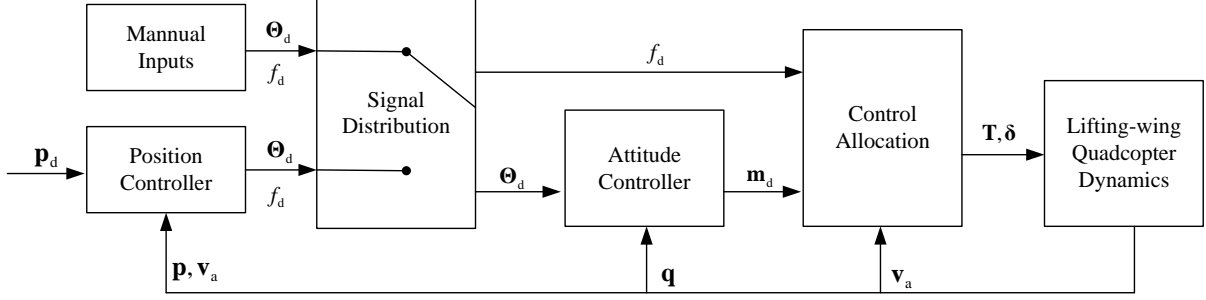 Mannual
Inputs
Θd
fd
pd
Position
Controller
Θd
fd
Signal
Distribution
fd
Θd
Attitude
Controller
md
Control
Allocation
T, δ
Lifting-wing
Quadcopter
Dynamics
p, va
q
va